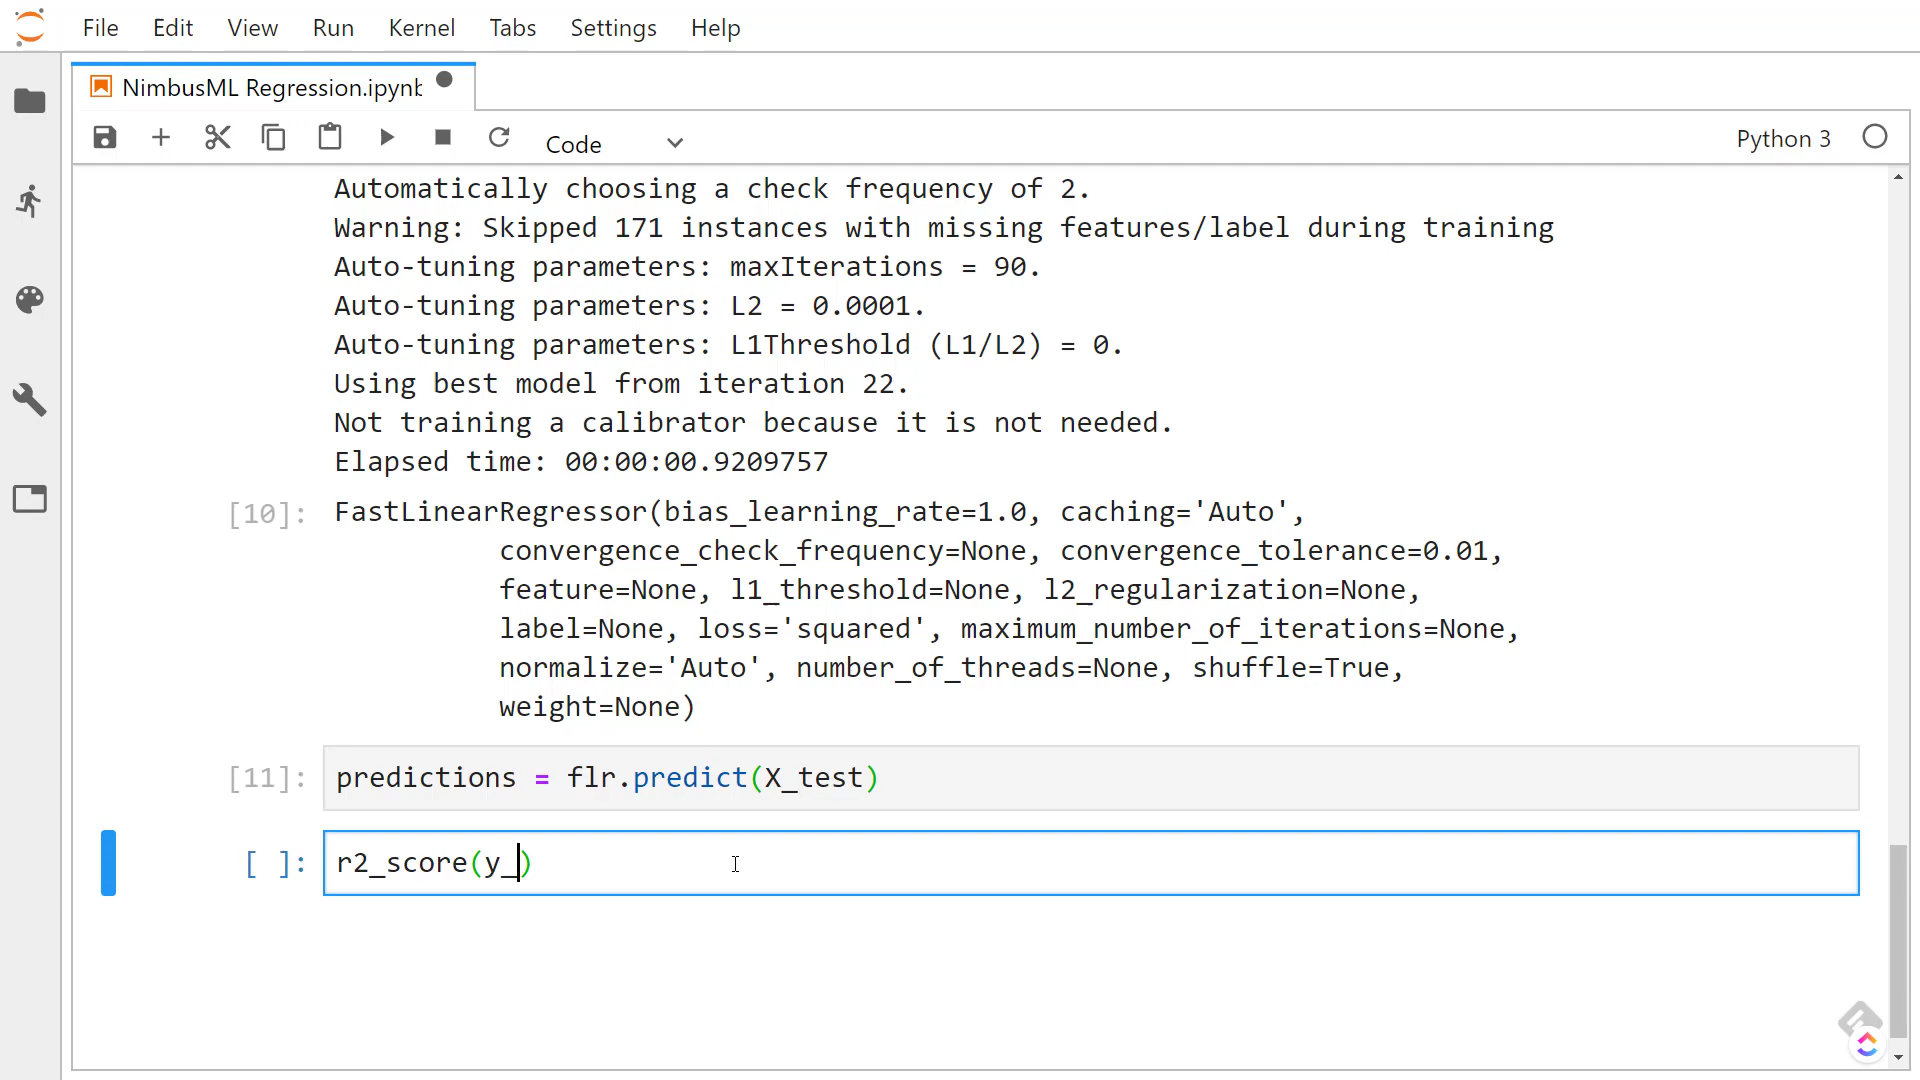 File Edit View Run Kernel Tabs Settings Help
NimbusML Regression.ipynb
Code Python 3
Automatically choosing a check frequency of 2.
Warning: Skipped 171 instances with missing features/label during training
Auto-tuning parameters: maxIterations = 90.
Auto-tuning parameters: L2 = 0.0001.
Auto-tuning parameters: L1Threshold (L1/L2) = 0.
Using best model from iteration 22.
Not training a calibrator because it is not needed.
Elapsed time: 00:00:00.9209757
[10]: FastLinearRegressor(bias_learning_rate=1.0, caching='Auto',
convergence_check_frequency=None, convergence_tolerance=0.01,
feature=None, l1_threshold=None, l2_regularization=None,
label=None, loss='squared', maximum_number_of_iterations=None,
normalize='Auto', number_of_threads=None, shuffle=True,
weight=None)
[11]: predictions = flr.predict(X_test)
[ ]: r2_score(y_)